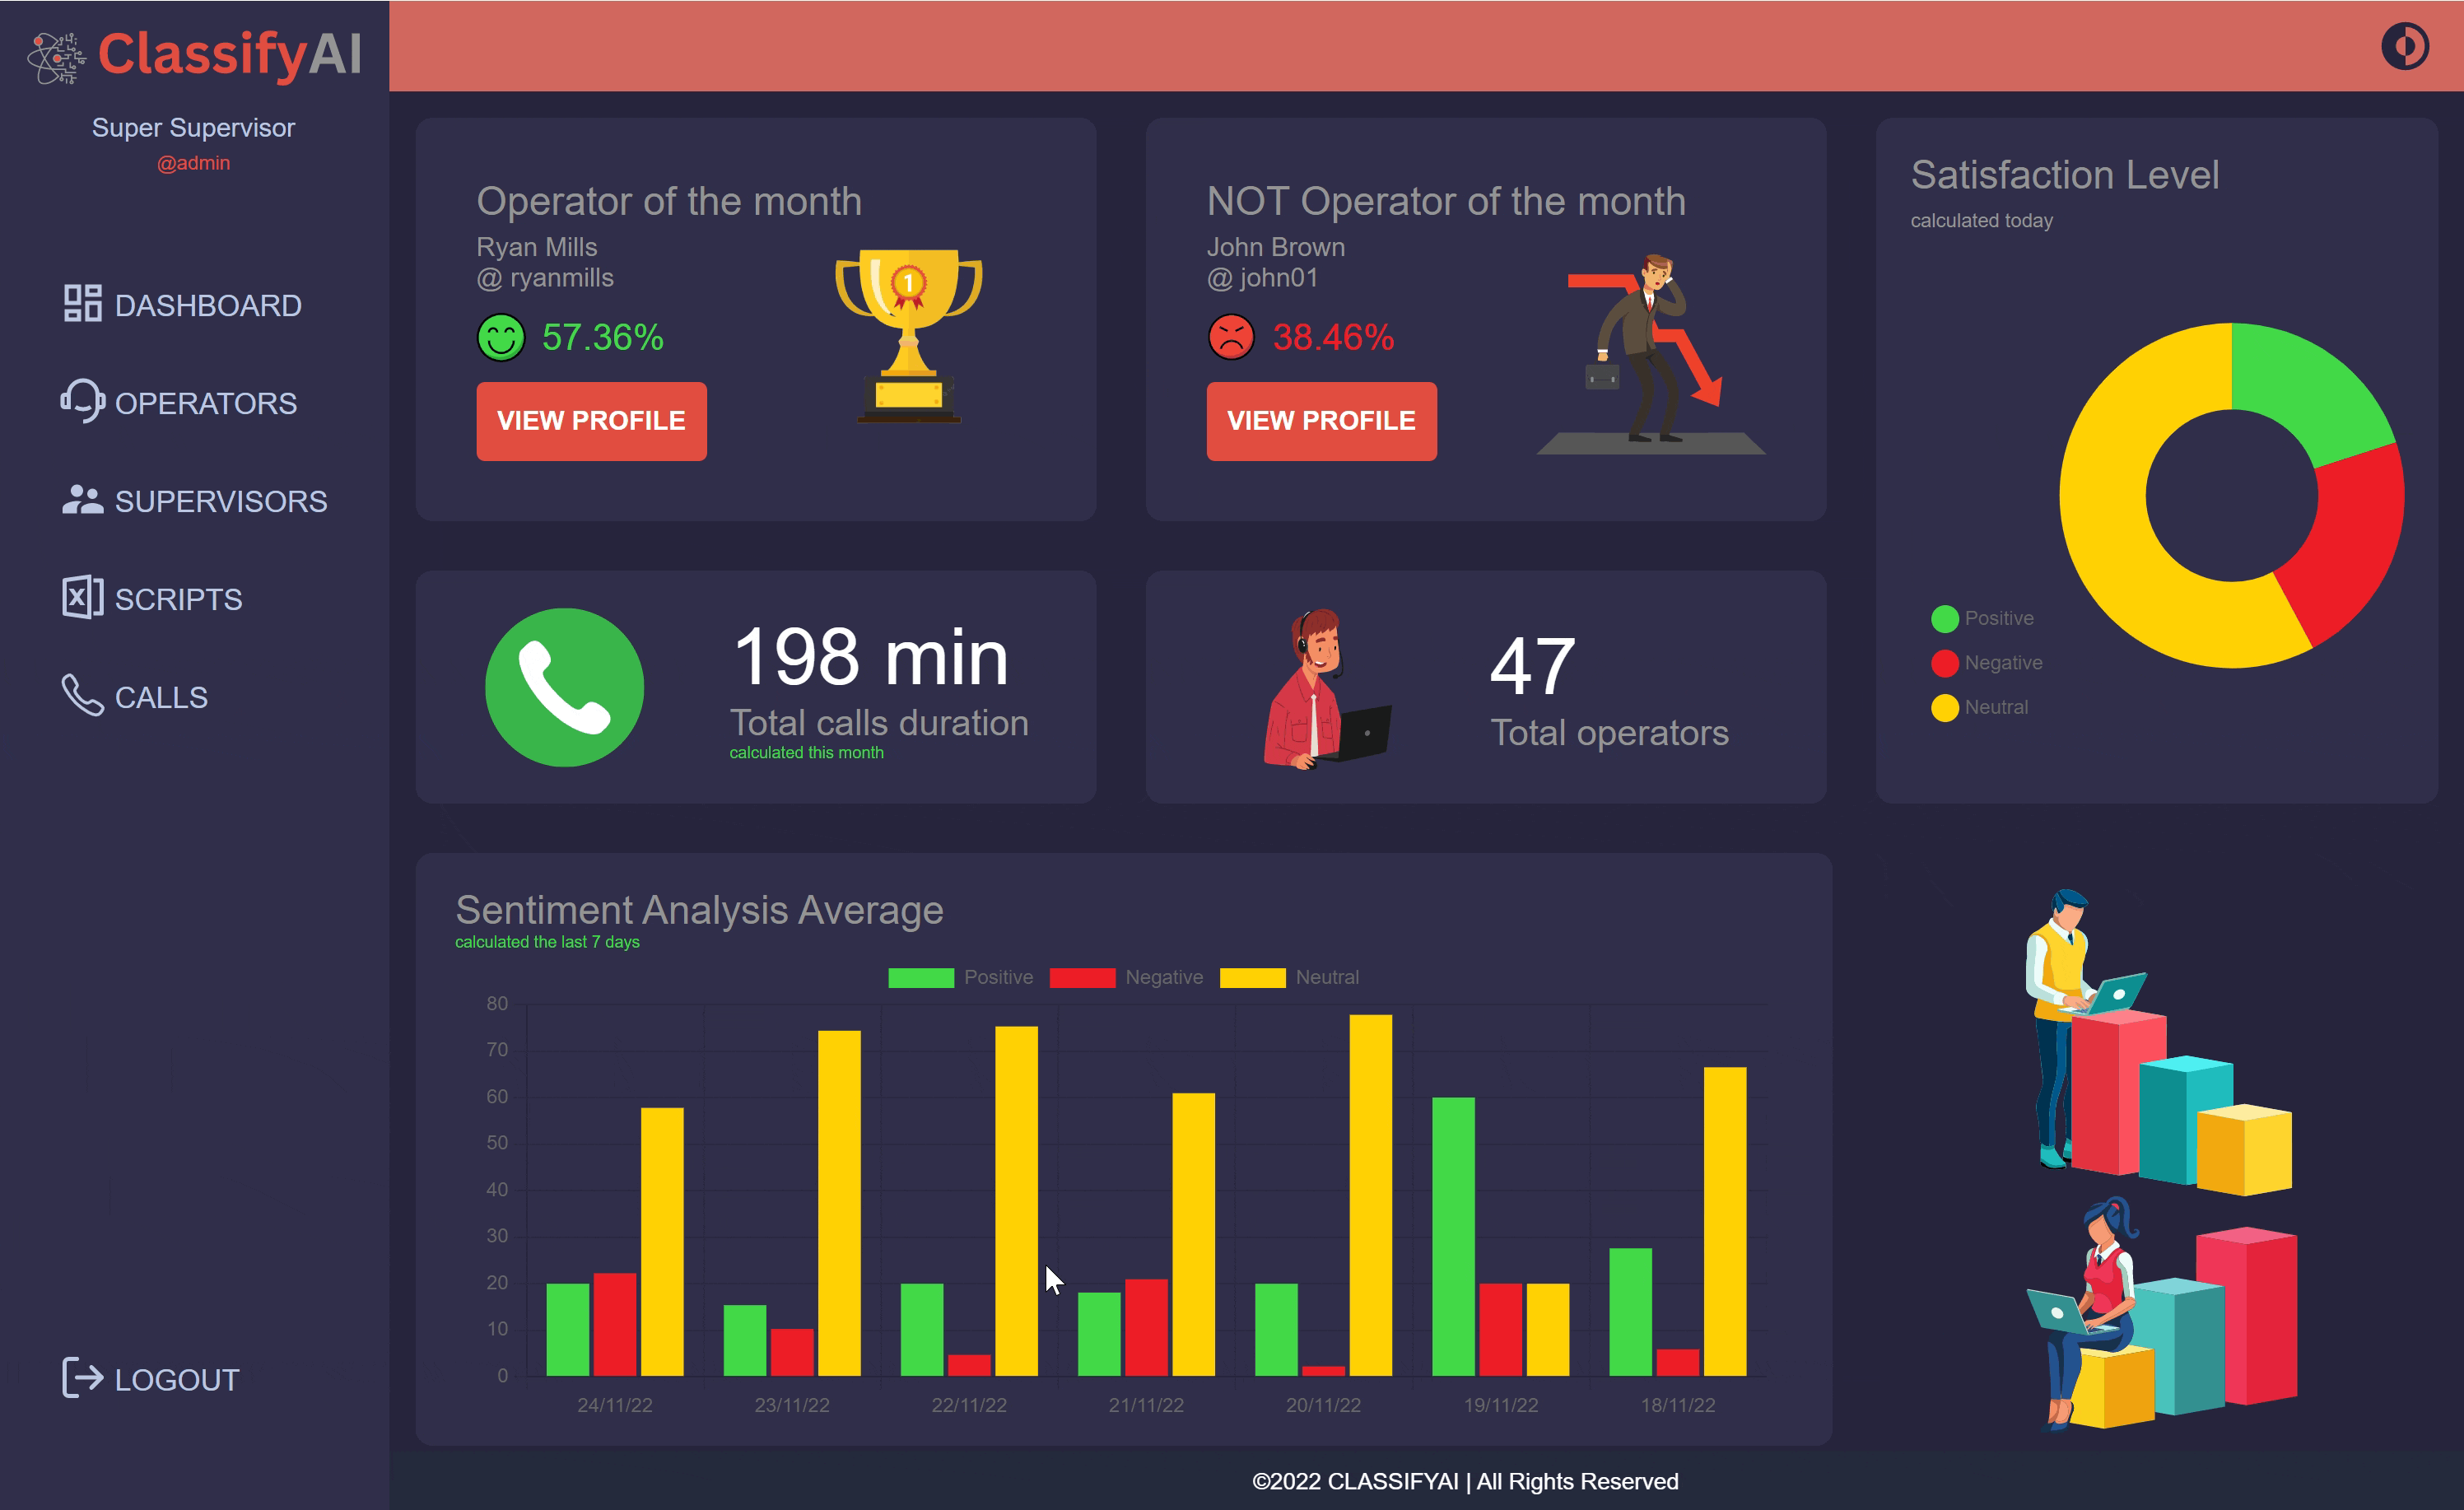 ClassifyAI
Super Supervisor
@admin
DASHBOARD
OPERATORS
SUPERVISORS
SCRIPTS
CALLS
LOGOUT
Operator of the month
Ryan Mills
@ ryanmills
57.36%
VIEW PROFILE
1
NOT Operator of the month
John Brown
@ john01
38.46%
VIEW PROFILE
Satisfaction Level
calculated today
Positive
Negative
Neutral
198 min
Total calls duration
calculated this month
47
Total operators
Sentiment Analysis Average
calculated the last 7 days
Positive Negative Neutral
80
70
60
50
40
30
20
10
0
24/11/22 23/11/22 22/11/22 21/11/22 20/11/22 19/11/22 18/11/22
©2022 CLASSIFYAI | All Rights Reserved